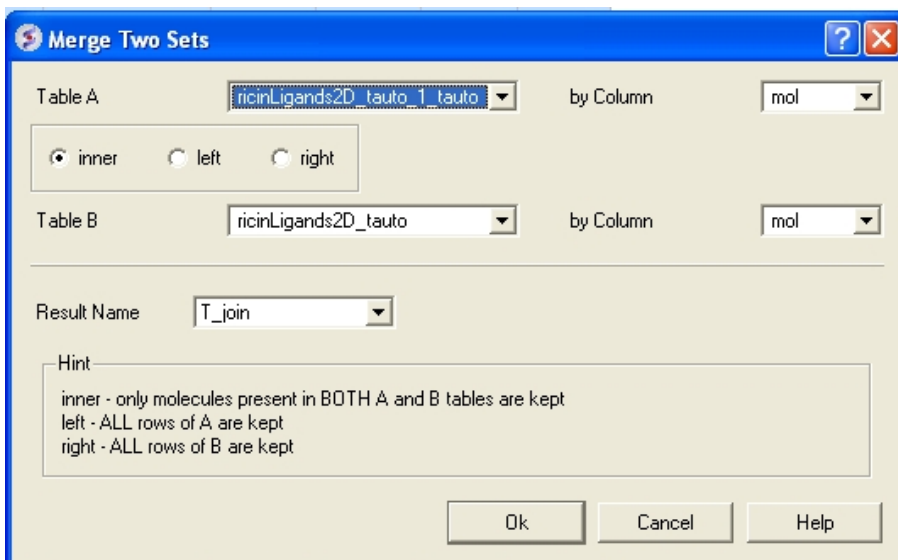 Merge Two Sets
Table A ricinLigands2D_tauto_1_tauto by Column mol
inner left right
Table B ricinLigands2D_tauto by Column mol
Result Name T_join
Hint
inner - only molecules present in BOTH A and B tables are kept
left - ALL rows of A are kept
right - ALL rows of B are kept
Ok Cancel Help